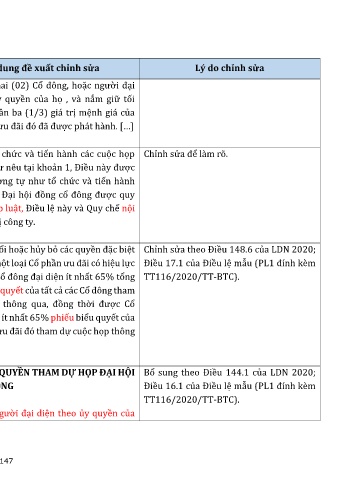 dung đề xuất chỉnh sửa Lý do chỉnh sửa
ai (02) Cổ đông, hoặc người đại
quyền của họ , và nắm giữ tối
ần ba (1/3) giá trị mệnh giá của
ưu đãi đó đã được phát hành. [...]
chức và tiến hành các cuộc họp Chỉnh sửa để làm rõ.
nêu tại khoản 1, Điều này được
ơng tự như tổ chức và tiến hành
Đại hội đồng cổ đông được quy
luật, Điều lệ này và Quy chế nội
công ty.
ổi hoặc hủy bỏ các quyền đặc biệt Chỉnh sửa theo Điều 148.6 của LDN 2020;
ột loại Cổ phần ưu đãi có hiệu lực Điều 17.1 của Điều lệ mẫu (PL1 đính kèm
ổ đông đại diện ít nhất 65% tổng TT116/2020/TT-BTC).
quyết của tất cả các Cổ đông tham
thông qua, đồng thời được Cổ
ít nhất 65% phiếu biểu quyết của
ưu đãi đó tham dự cuộc họp thông
QUYỀN THAM DỰ HỌP ĐẠI HỘI Bổ sung theo Điều 144.1 của LDN 2020;
NG Điều 16.1 của Điều lệ mẫu (PL1 đính kèm
TT116/2020/TT-BTC).
gười đại diện theo ủy quyền của
147